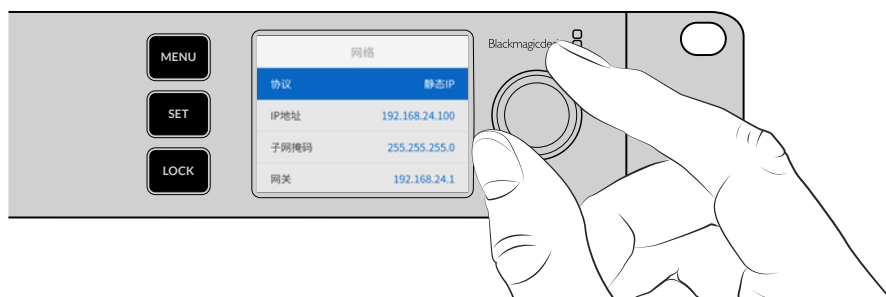 MENU
SET
LOCK
网络
协议 静态IP
IP地址 192.168.24.100
子网掩码 255.255.255.0
网关 192.168.24.1